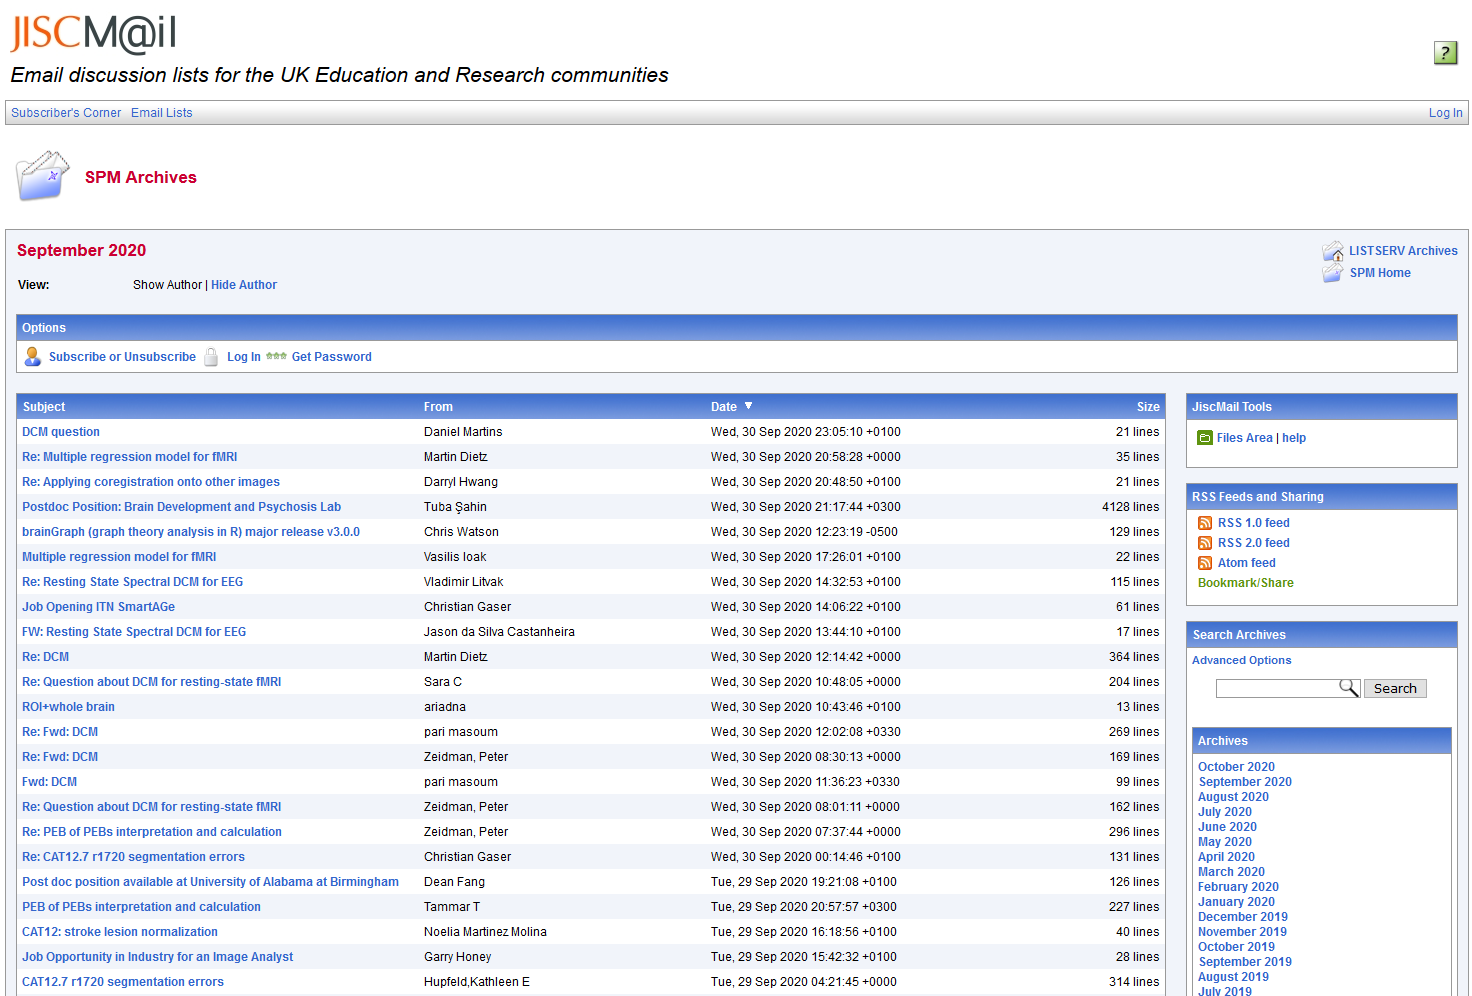 JISCM@il
Email discussion lists for the UK Education and Research communities
?
Subscriber's Corner Email Lists Log In
SPM Archives
September 2020
LISTSERV Archives
SPM Home
View: Show Author | Hide Author
Options
Subscribe or Unsubscribe Log In *** Get Password
Subject From Date ▼ Size
DCM question Daniel Martins Wed, 30 Sep 2020 23:05:10 +0100 21 lines
Re: Multiple regression model for fMRI Martin Dietz Wed, 30 Sep 2020 20:58:28 +0000 35 lines
Re: Applying coregistration onto other images Darryl Hwang Wed, 30 Sep 2020 20:48:50 +0100 21 lines
Postdoc Position: Brain Development and Psychosis Lab Tuba Şahin Wed, 30 Sep 2020 21:17:44 +0300 4128 lines
brainGraph (graph theory analysis in R) major release v3.0.0 Chris Watson Wed, 30 Sep 2020 12:23:19 -0500 129 lines
Multiple regression model for fMRI Vasilis Ioak Wed, 30 Sep 2020 17:26:01 +0100 22 lines
Re: Resting State Spectral DCM for EEG Vladimir Litvak Wed, 30 Sep 2020 14:32:53 +0100 115 lines
Job Opening ITN SmartAGe Christian Gaser Wed, 30 Sep 2020 14:06:22 +0100 61 lines
FW: Resting State Spectral DCM for EEG Jason da Silva Castanheira Wed, 30 Sep 2020 13:44:10 +0100 17 lines
Re: DCM Martin Dietz Wed, 30 Sep 2020 12:14:42 +0000 364 lines
Re: Question about DCM for resting-state fMRI Sara C Wed, 30 Sep 2020 10:48:05 +0000 204 lines
ROI+whole brain ariadna Wed, 30 Sep 2020 10:43:46 +0100 13 lines
Re: Fwd: DCM pari masoum Wed, 30 Sep 2020 12:02:08 +0330 269 lines
Re: Fwd: DCM Zeidman, Peter Wed, 30 Sep 2020 08:30:13 +0000 169 lines
Fwd: DCM pari masoum Wed, 30 Sep 2020 11:36:23 +0330 99 lines
Re: Question about DCM for resting-state fMRI Zeidman, Peter Wed, 30 Sep 2020 08:01:11 +0000 162 lines
Re: PEB of PEBs interpretation and calculation Zeidman, Peter Wed, 30 Sep 2020 07:37:44 +0000 296 lines
Re: CAT12.7 r1720 segmentation errors Christian Gaser Wed, 30 Sep 2020 00:14:46 +0100 131 lines
Post doc position available at University of Alabama at Birmingham Dean Fang Tue, 29 Sep 2020 19:21:08 +0100 126 lines
PEB of PEBs interpretation and calculation Tammar T Tue, 29 Sep 2020 20:57:57 +0300 227 lines
CAT12: stroke lesion normalization Noelia Martinez Molina Tue, 29 Sep 2020 16:18:56 +0100 40 lines
Job Opportunity in Industry for an Image Analyst Garry Honey Tue, 29 Sep 2020 15:42:32 +0100 28 lines
CAT12.7 r1720 segmentation errors Hupfeld,Kathleen E Tue, 29 Sep 2020 04:21:45 +0000 314 lines
JiscMail Tools
Files Area | help
RSS Feeds and Sharing
RSS 1.0 feed
RSS 2.0 feed
Atom feed
Bookmark/Share
Search Archives
Advanced Options
Search
Archives
October 2020
September 2020
August 2020
July 2020
June 2020
May 2020
April 2020
March 2020
February 2020
January 2020
December 2019
November 2019
October 2019
September 2019
August 2019
July 2019